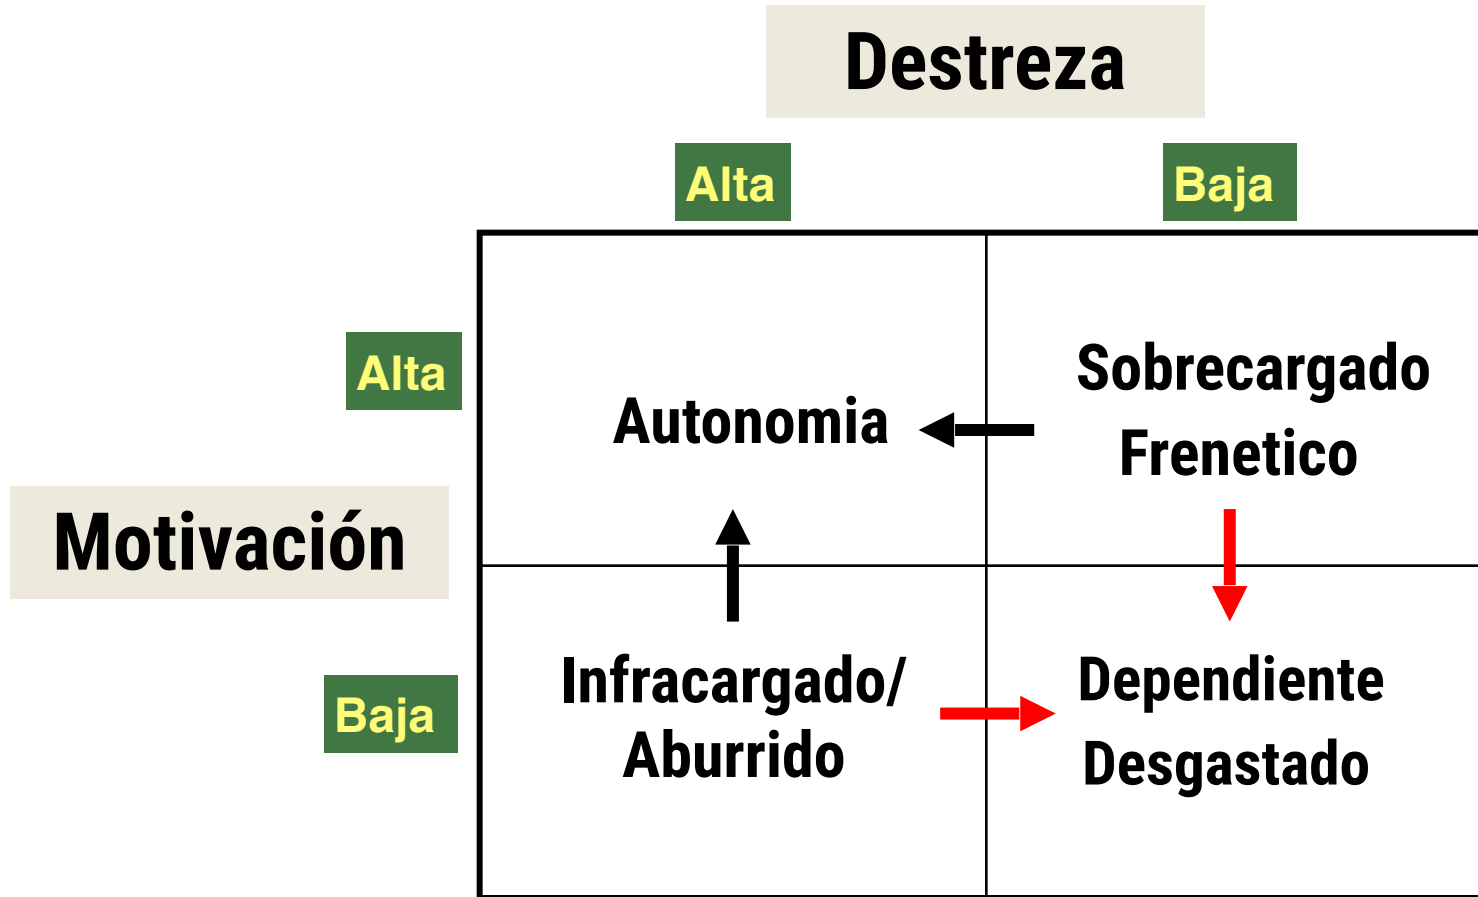 Destreza
Alta
Baja
Alta
Autonomia
Sobrecargado
Frenetico
Motivación
Baja
Infracargado/
Aburrido
Dependiente
Desgastado